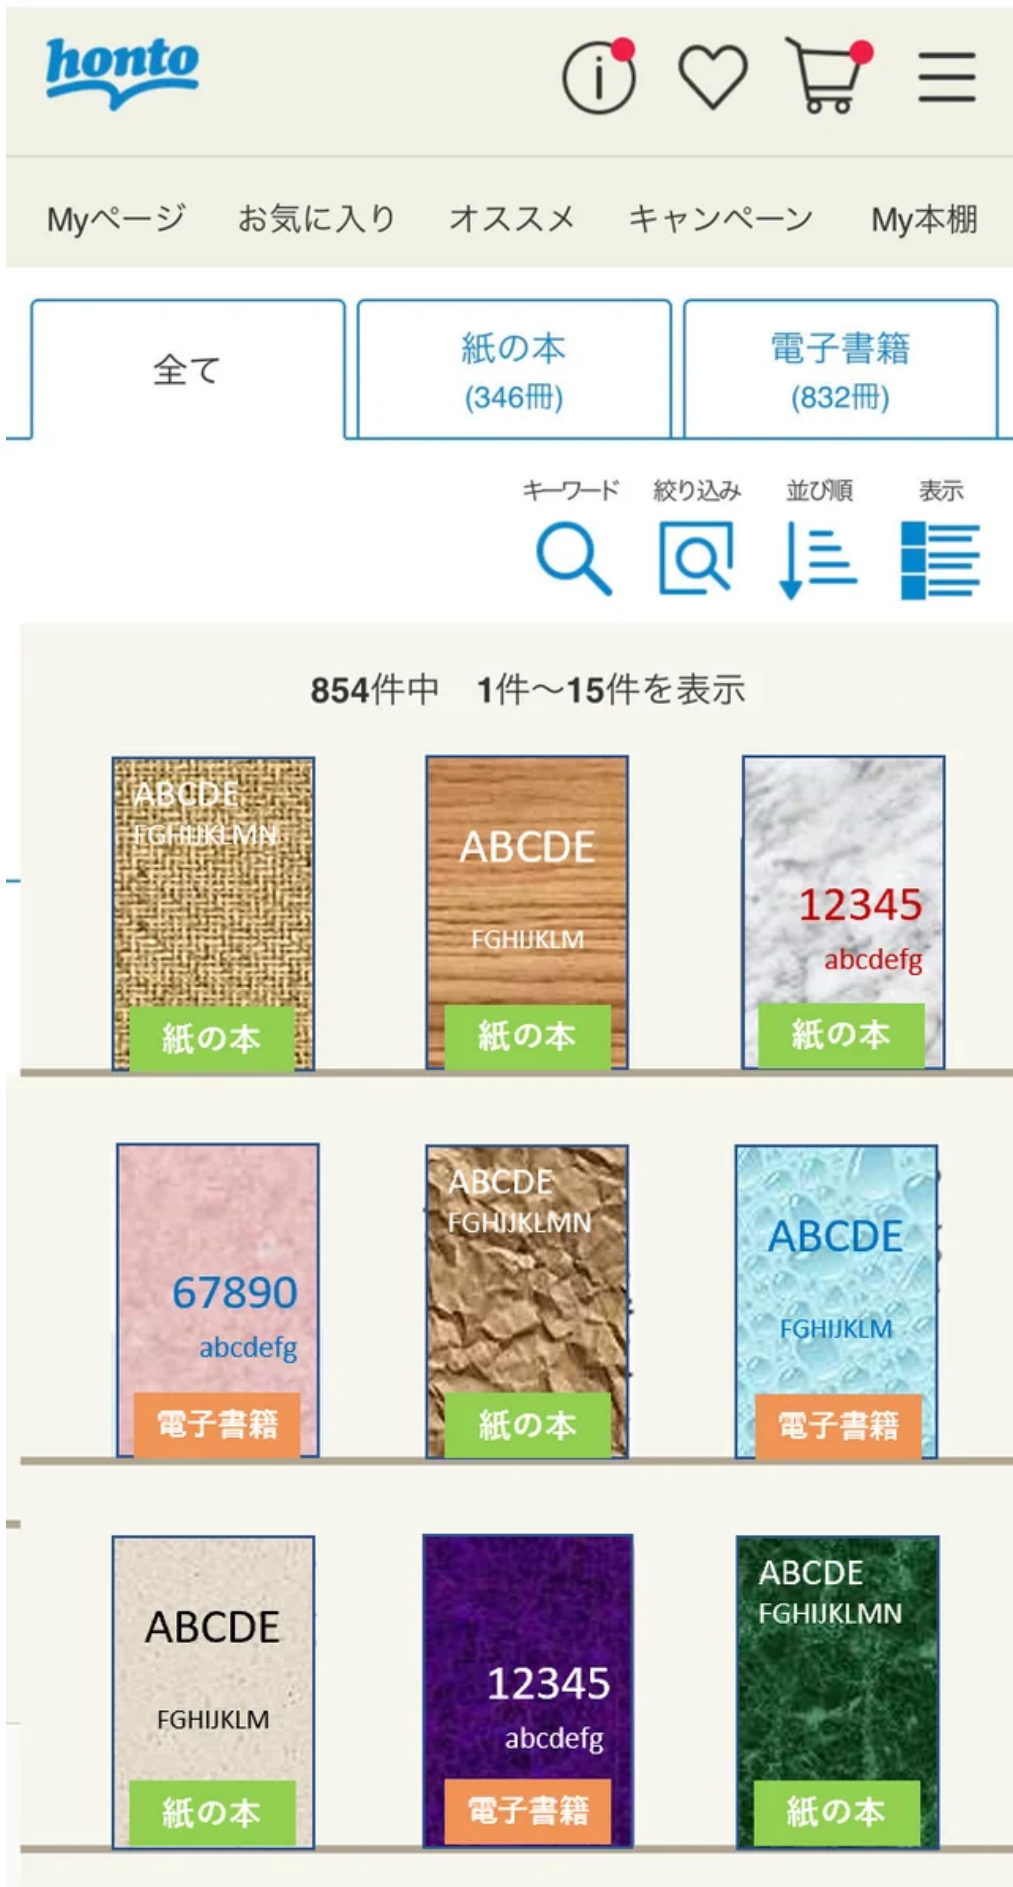 honto
Myページ お気に入り オススメ キャンペーン My本棚
全て
紙の本
(346冊)
電子書籍
(832冊)
キーワード 絞り込み 並び順 表示
854件中 1件～15件を表示
ABCDE
FGHIJKLMN
紙の本
ABCDE
FGHIJKLM
紙の本
12345
abcdefg
紙の本
67890
abcdefg
電子書籍
ABCDE
FGHIJKLMN
紙の本
ABCDE
FGHIJKLM
電子書籍
ABCDE
FGHIJKLM
紙の本
12345
abcdefg
電子書籍
ABCDE
FGHIJKLMN
紙の本